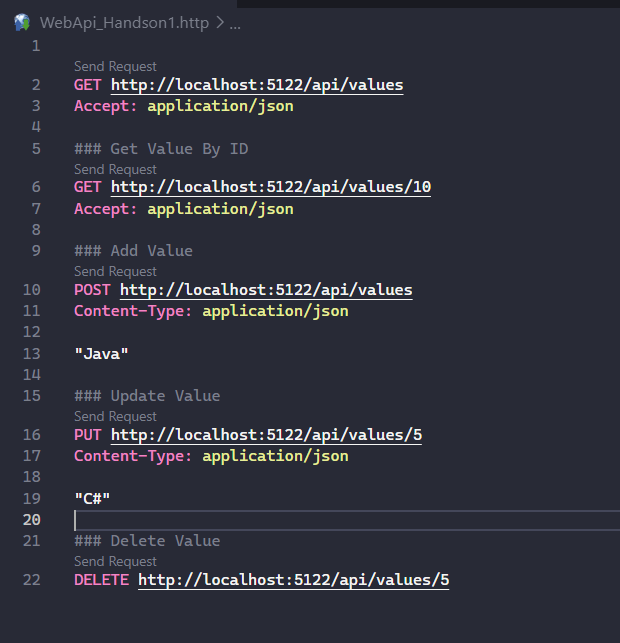 WebApi_Handson1.http > ...
1
Send Request
2 GET http://localhost:5122/api/values
3 Accept: application/json
4
5 ### Get Value By ID
Send Request
6 GET http://localhost:5122/api/values/10
7 Accept: application/json
8
9 ### Add Value
Send Request
10 POST http://localhost:5122/api/values
11 Content-Type: application/json
12
13 "Java"
14
15 ### Update Value
Send Request
16 PUT http://localhost:5122/api/values/5
17 Content-Type: application/json
18
19 "C#"
20
21 ### Delete Value
Send Request
22 DELETE http://localhost:5122/api/values/5